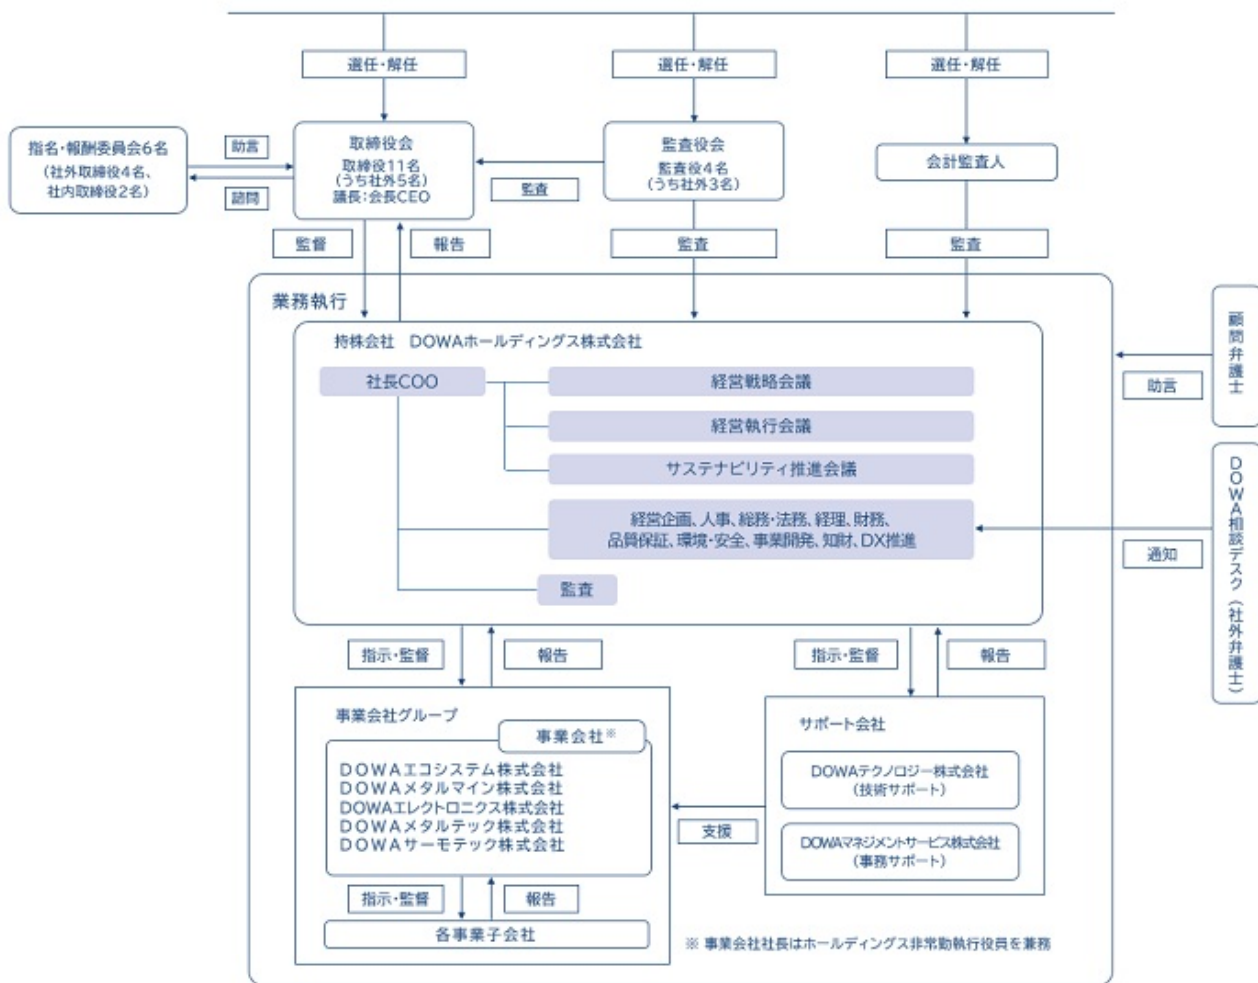 選任・解任
選任・解任
選任・解任
指名・報酬委員会6名
(社外取締役4名、
社内取締役2名)
助言
諮問
取締役会
取締役11名
(うち社外5名)
議長:会長CEO
監査
監査役会
監査役4名
(うち社外3名)
会計監査人
監督
報告
監査
監査
業務執行
持株会社 DOWAホールディングス株式会社
社長COO
経営戦略会議
経営執行会議
サステナビリティ推進会議
経営企画、人事、総務・法務、経理、財務、
品質保証、環境・安全、事業開発、知財、DX推進
監査
顧問弁護士
助言
DOWA相談デスク(社外弁護士)
通知
指示・監督
報告
指示・監督
報告
事業会社グループ
事業会社※
DOWAエコシステム株式会社
DOWAメタルマイン株式会社
DOWAエレクトロニクス株式会社
DOWAメタルテック株式会社
DOWAサーモテック株式会社
指示・監督
報告
各事業子会社
支援
サポート会社
DOWAテクノロジー株式会社
(技術サポート)
DOWAマネジメントサービス株式会社
(事務サポート)
※ 事業会社社長はホールディングス非常勤執行役員を兼務